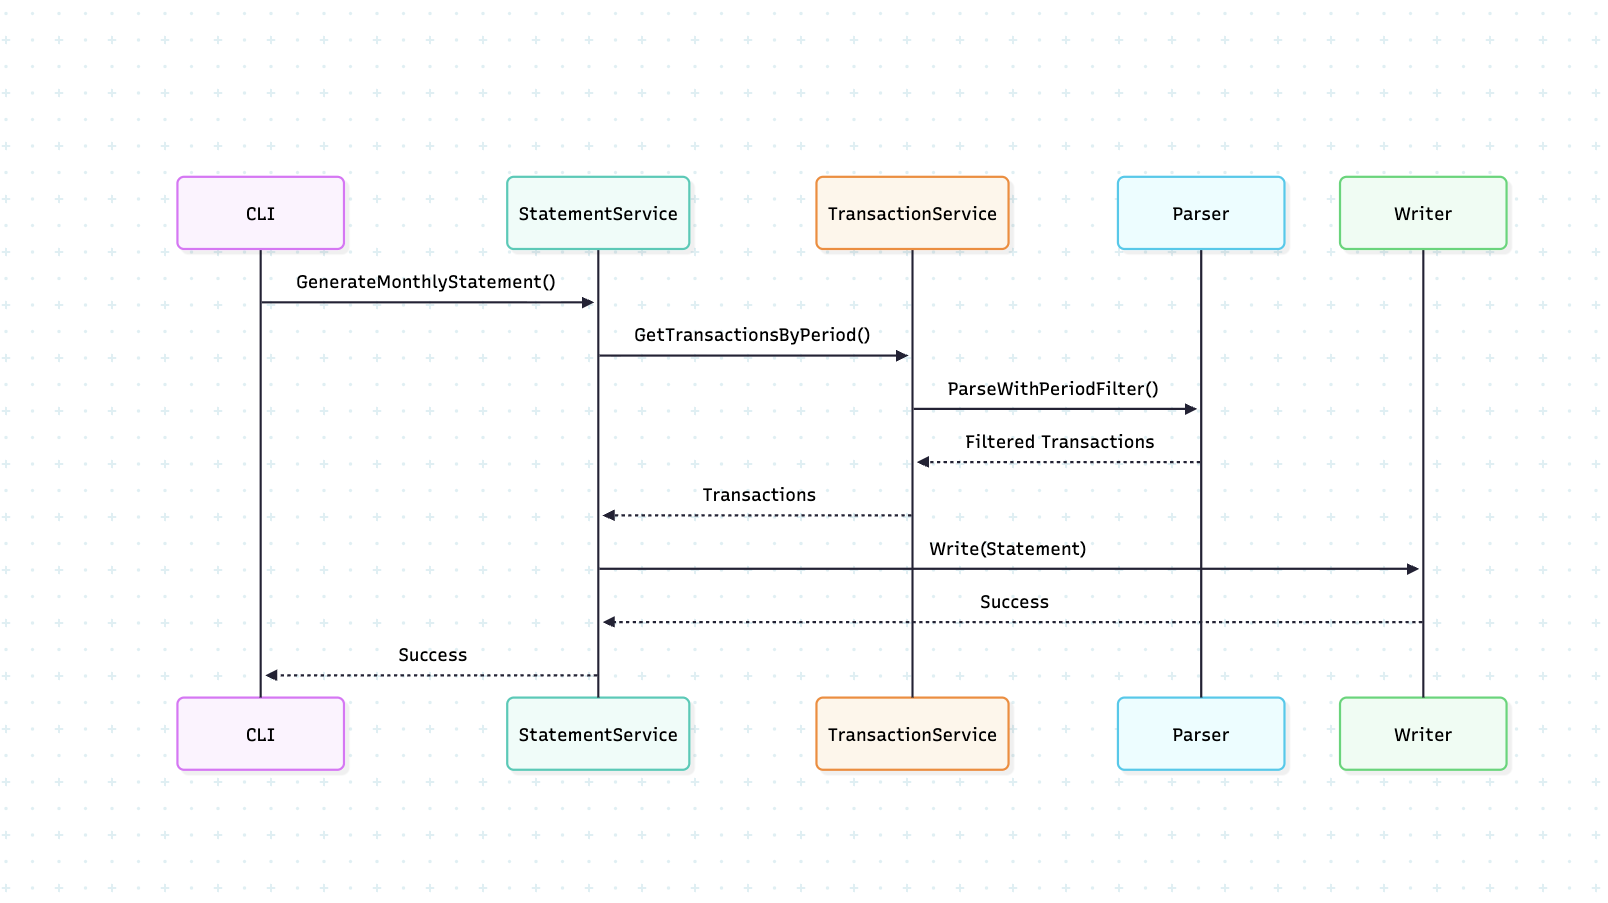 CLI
StatementService
TransactionService
Parser
Writer
GenerateMonthlyStatement()
GetTransactionsByPeriod()
ParseWithPeriodFilter()
Filtered Transactions
Transactions
Write(Statement)
Success
Success
CLI
StatementService
TransactionService
Parser
Writer